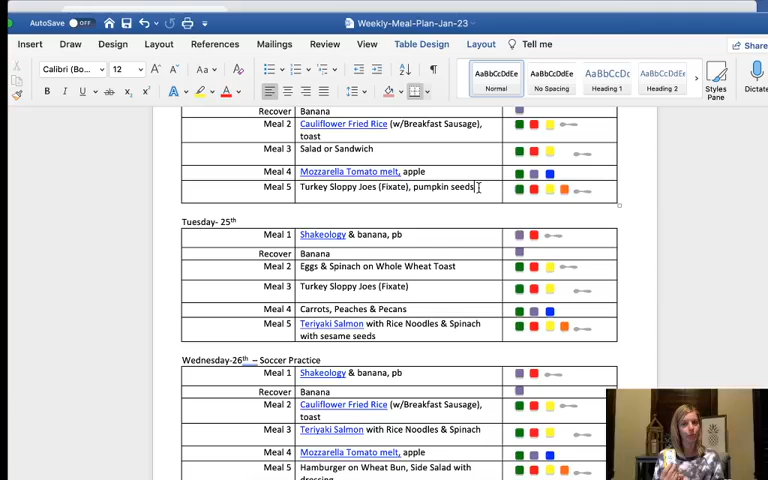 AutoSave OFF Weekly-Meal-Plan-Jan-23
Insert Draw Design Layout References Mailings Review View Table Design Layout Tell me
Share
Calibri (Bo... 12 A A Aa A AaBbCcDdEe AaBbCcDdEe AaBbCcDc AaBbCcDdEe
Normal No Spacing Heading 1 Heading 2 Styles Pane Dictate
B I U ab x₂ x² A
Recover Banana
Meal 2 Cauliflower Fried Rice (w/Breakfast Sausage),
toast
Meal 3 Salad or Sandwich
Meal 4 Mozzarella Tomato melt, apple
Meal 5 Turkey Sloppy Joes (Fixate), pumpkin seeds
Tuesday- 25th
Meal 1 Shakeology & banana, pb
Recover Banana
Meal 2 Eggs & Spinach on Whole Wheat Toast
Meal 3 Turkey Sloppy Joes (Fixate)
Meal 4 Carrots, Peaches & Pecans
Meal 5 Teriyaki Salmon with Rice Noodles & Spinach
with sesame seeds
Wednesday-26th – Soccer Practice
Meal 1 Shakeology & banana, pb
Recover Banana
Meal 2 Cauliflower Fried Rice (w/Breakfast Sausage),
toast
Meal 3 Teriyaki Salmon with Rice Noodles & Spinach
Meal 4 Mozzarella Tomato melt, apple
Meal 5 Hamburger on Wheat Bun, Side Salad with
dressing